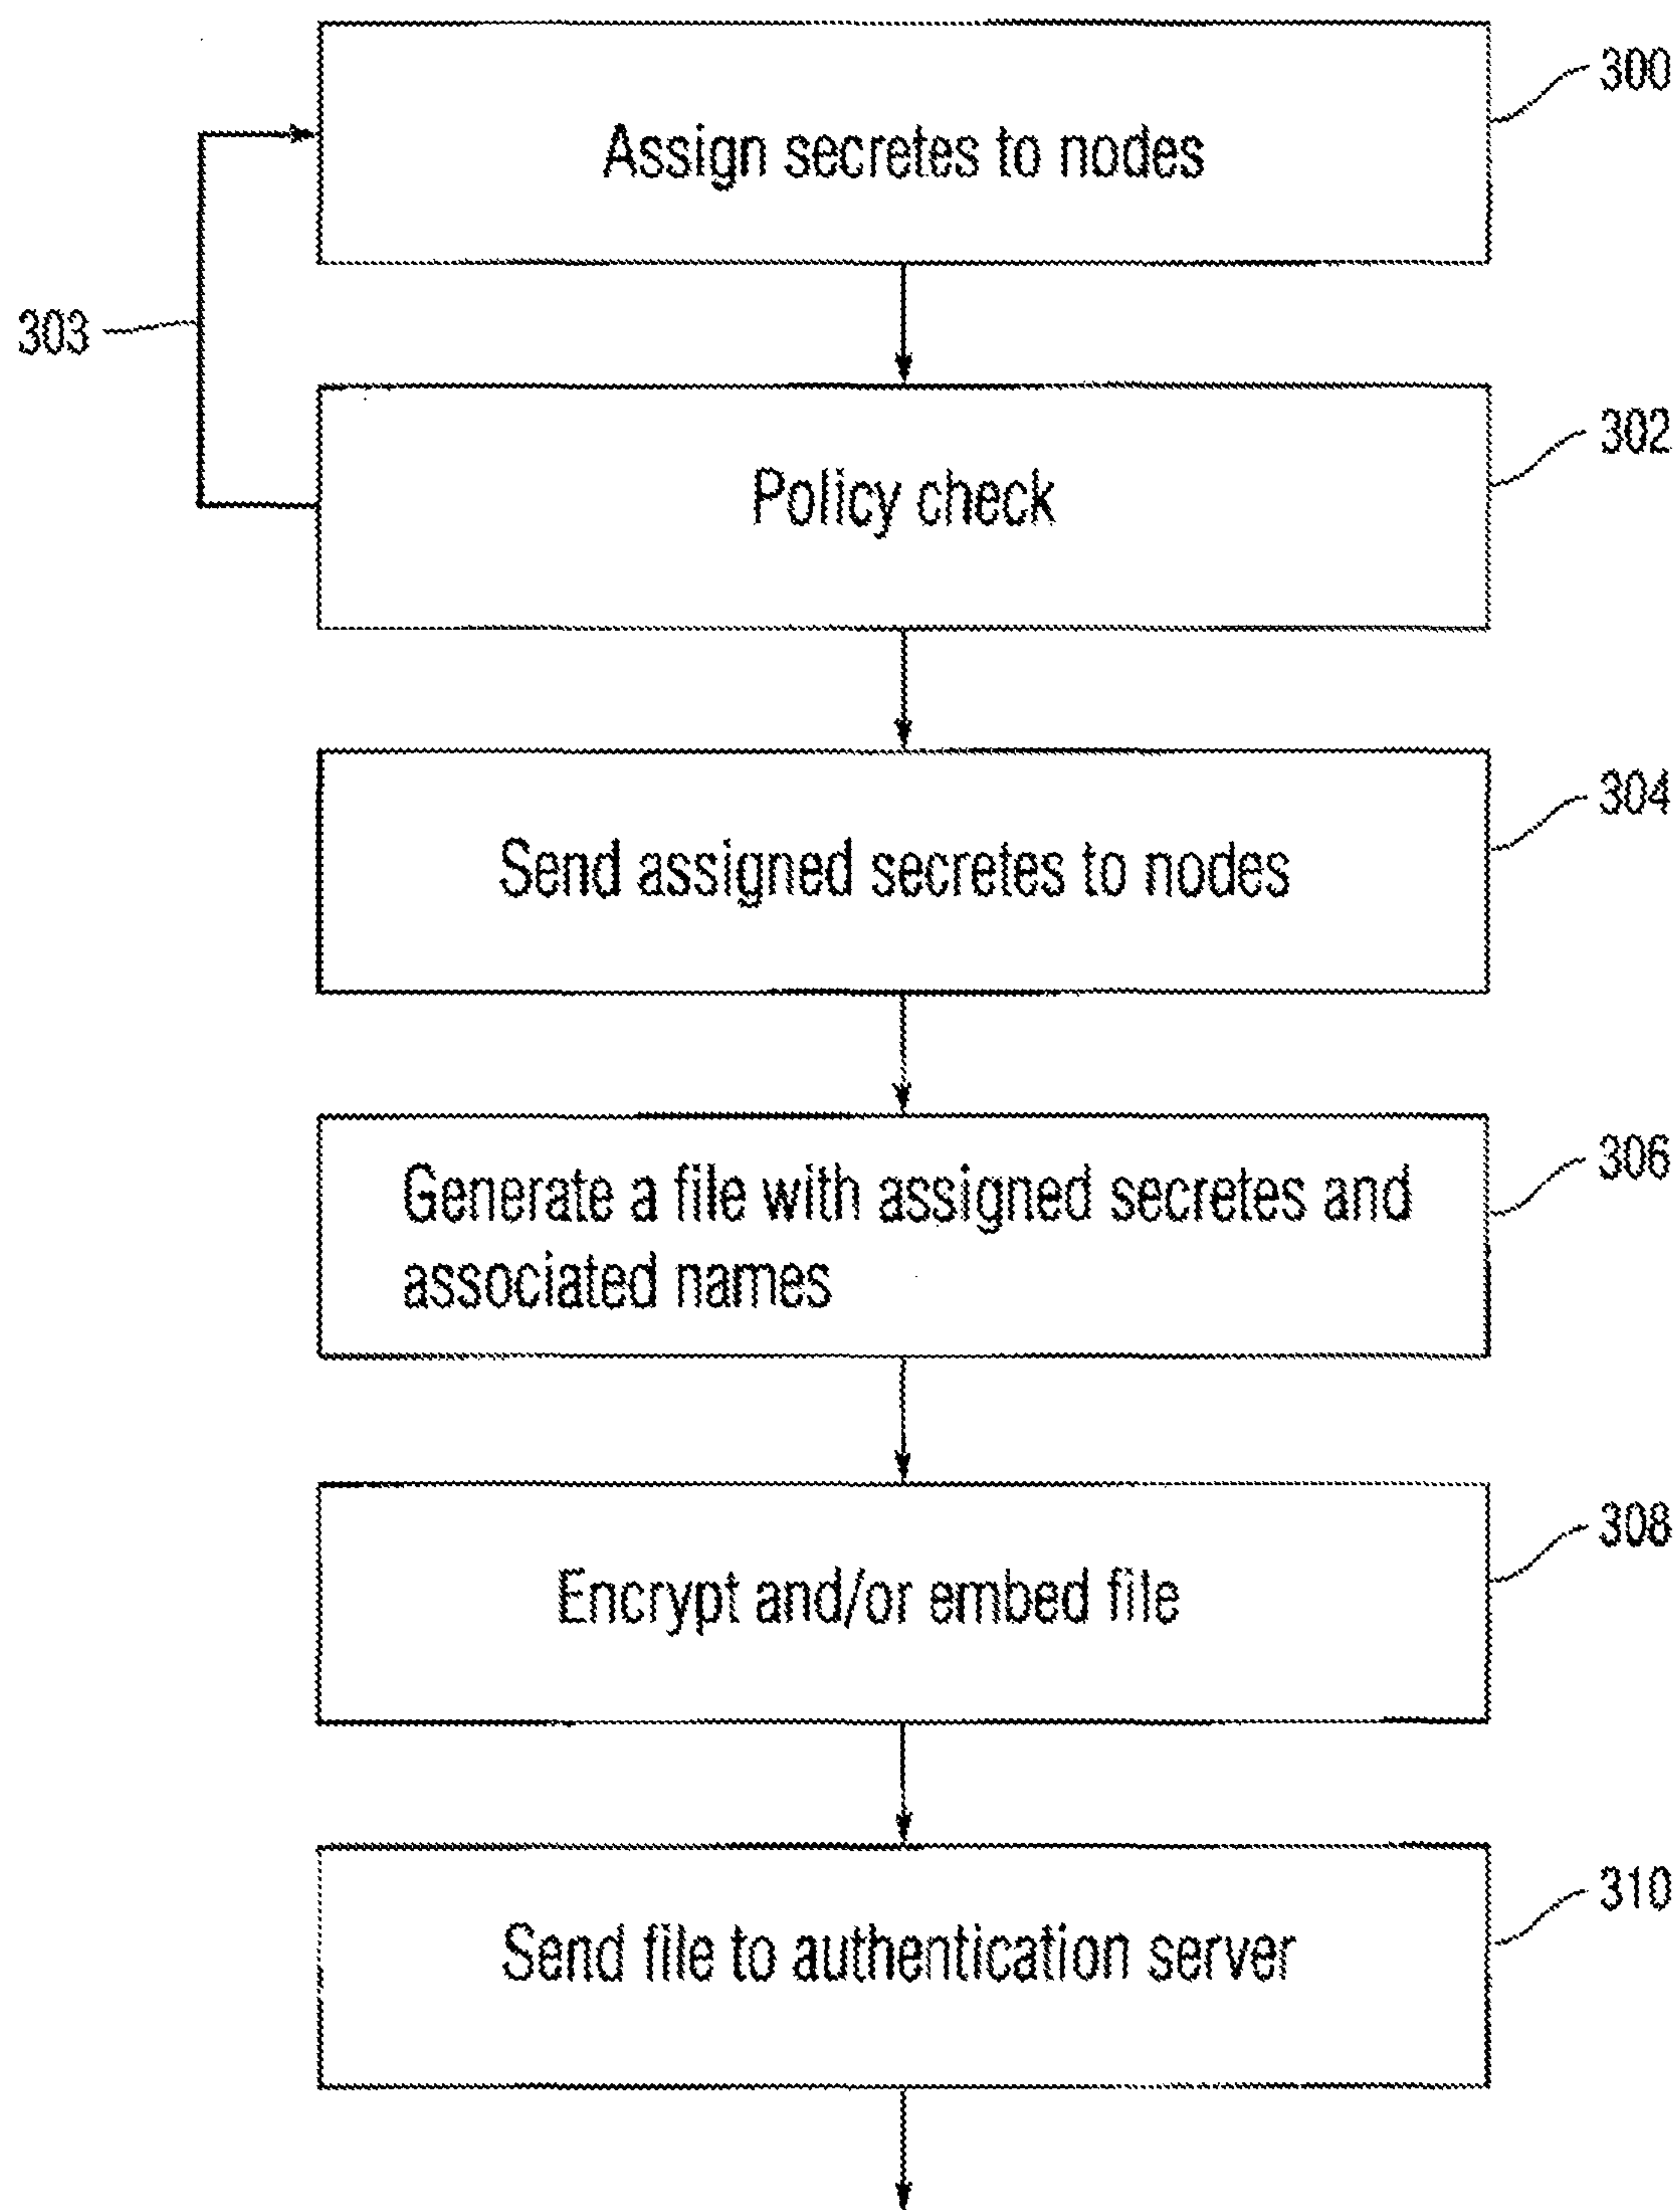 300
Assign secretes to nodes
303
302
Policy check
304
Send assigned secretes to nodes
306
Generate a file with assigned secretes and
associated names
308
Encrypt and/or embed file
310
Send file to authentication server